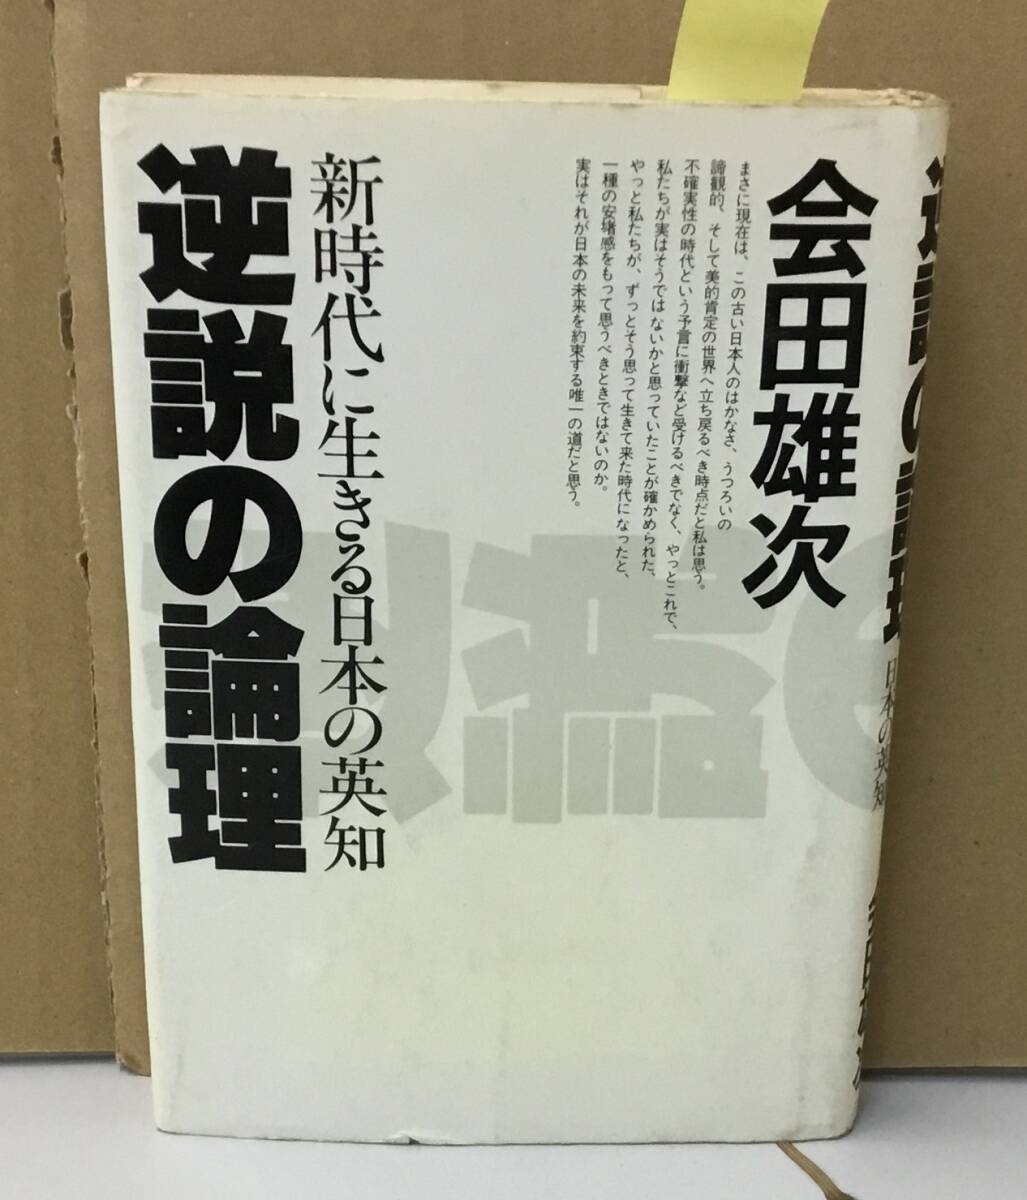 会田雄次
まさに現在は、この古い日本人のはかなさ、うつろいの
諦観的、そして美的肯定の世界へ立ち戻るべき時点だと私は思う。
不確実性の時代という予言に衝撃など受けるべきでなく、やっとこれで、
私たちが実はそうではないかと思っていたことが確かめられた、
やっと私たちが、ずっとそう思って生きて来た時代になったと、
一種の安堵感をもって思うべきときではないのか。
実はそれが日本の未来を約束する唯一の道だと思う。
新時代に生きる日本の英知
逆説の論理
逆説の論理
日本の英知
会田雄次